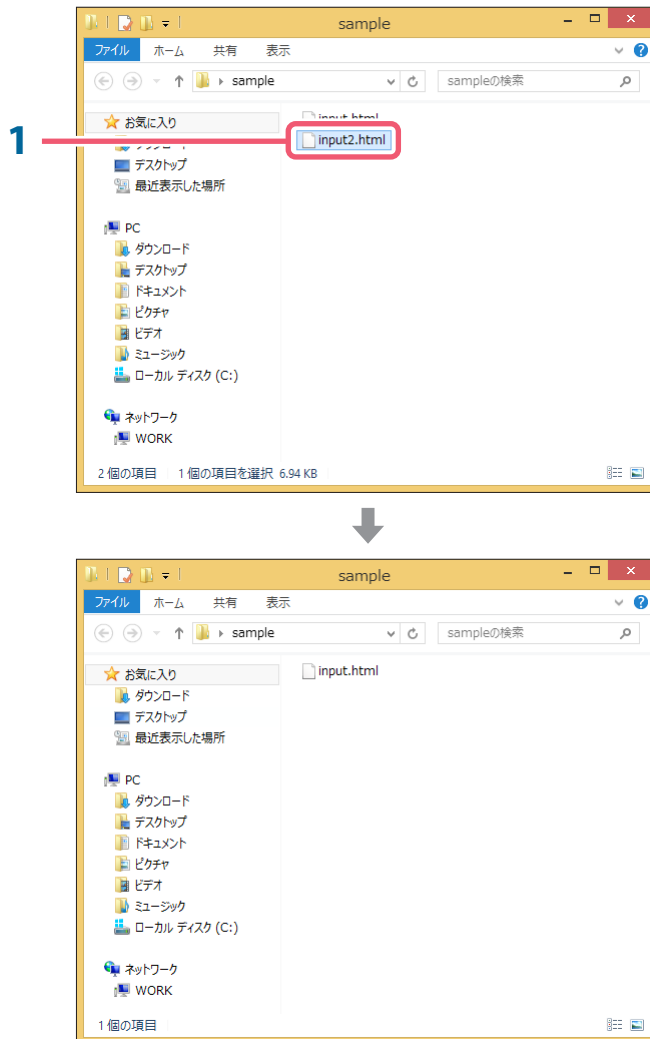 sample
ファイル ホーム 共有 表示
sample sampleの検索
お気に入り
input.html
1
input2.html
ダウンロード
デスクトップ
最近表示した場所
PC
ダウンロード
デスクトップ
ドキュメント
ピクチャ
ビデオ
ミュージック
ローカル ディスク (C:)
ネットワーク
WORK
2 個の項目 1 個の項目を選択 6.94 KB
sample
ファイル ホーム 共有 表示
sample sampleの検索
お気に入り
input.html
ダウンロード
デスクトップ
最近表示した場所
PC
ダウンロード
デスクトップ
ドキュメント
ピクチャ
ビデオ
ミュージック
ローカル ディスク (C:)
ネットワーク
WORK
1 個の項目